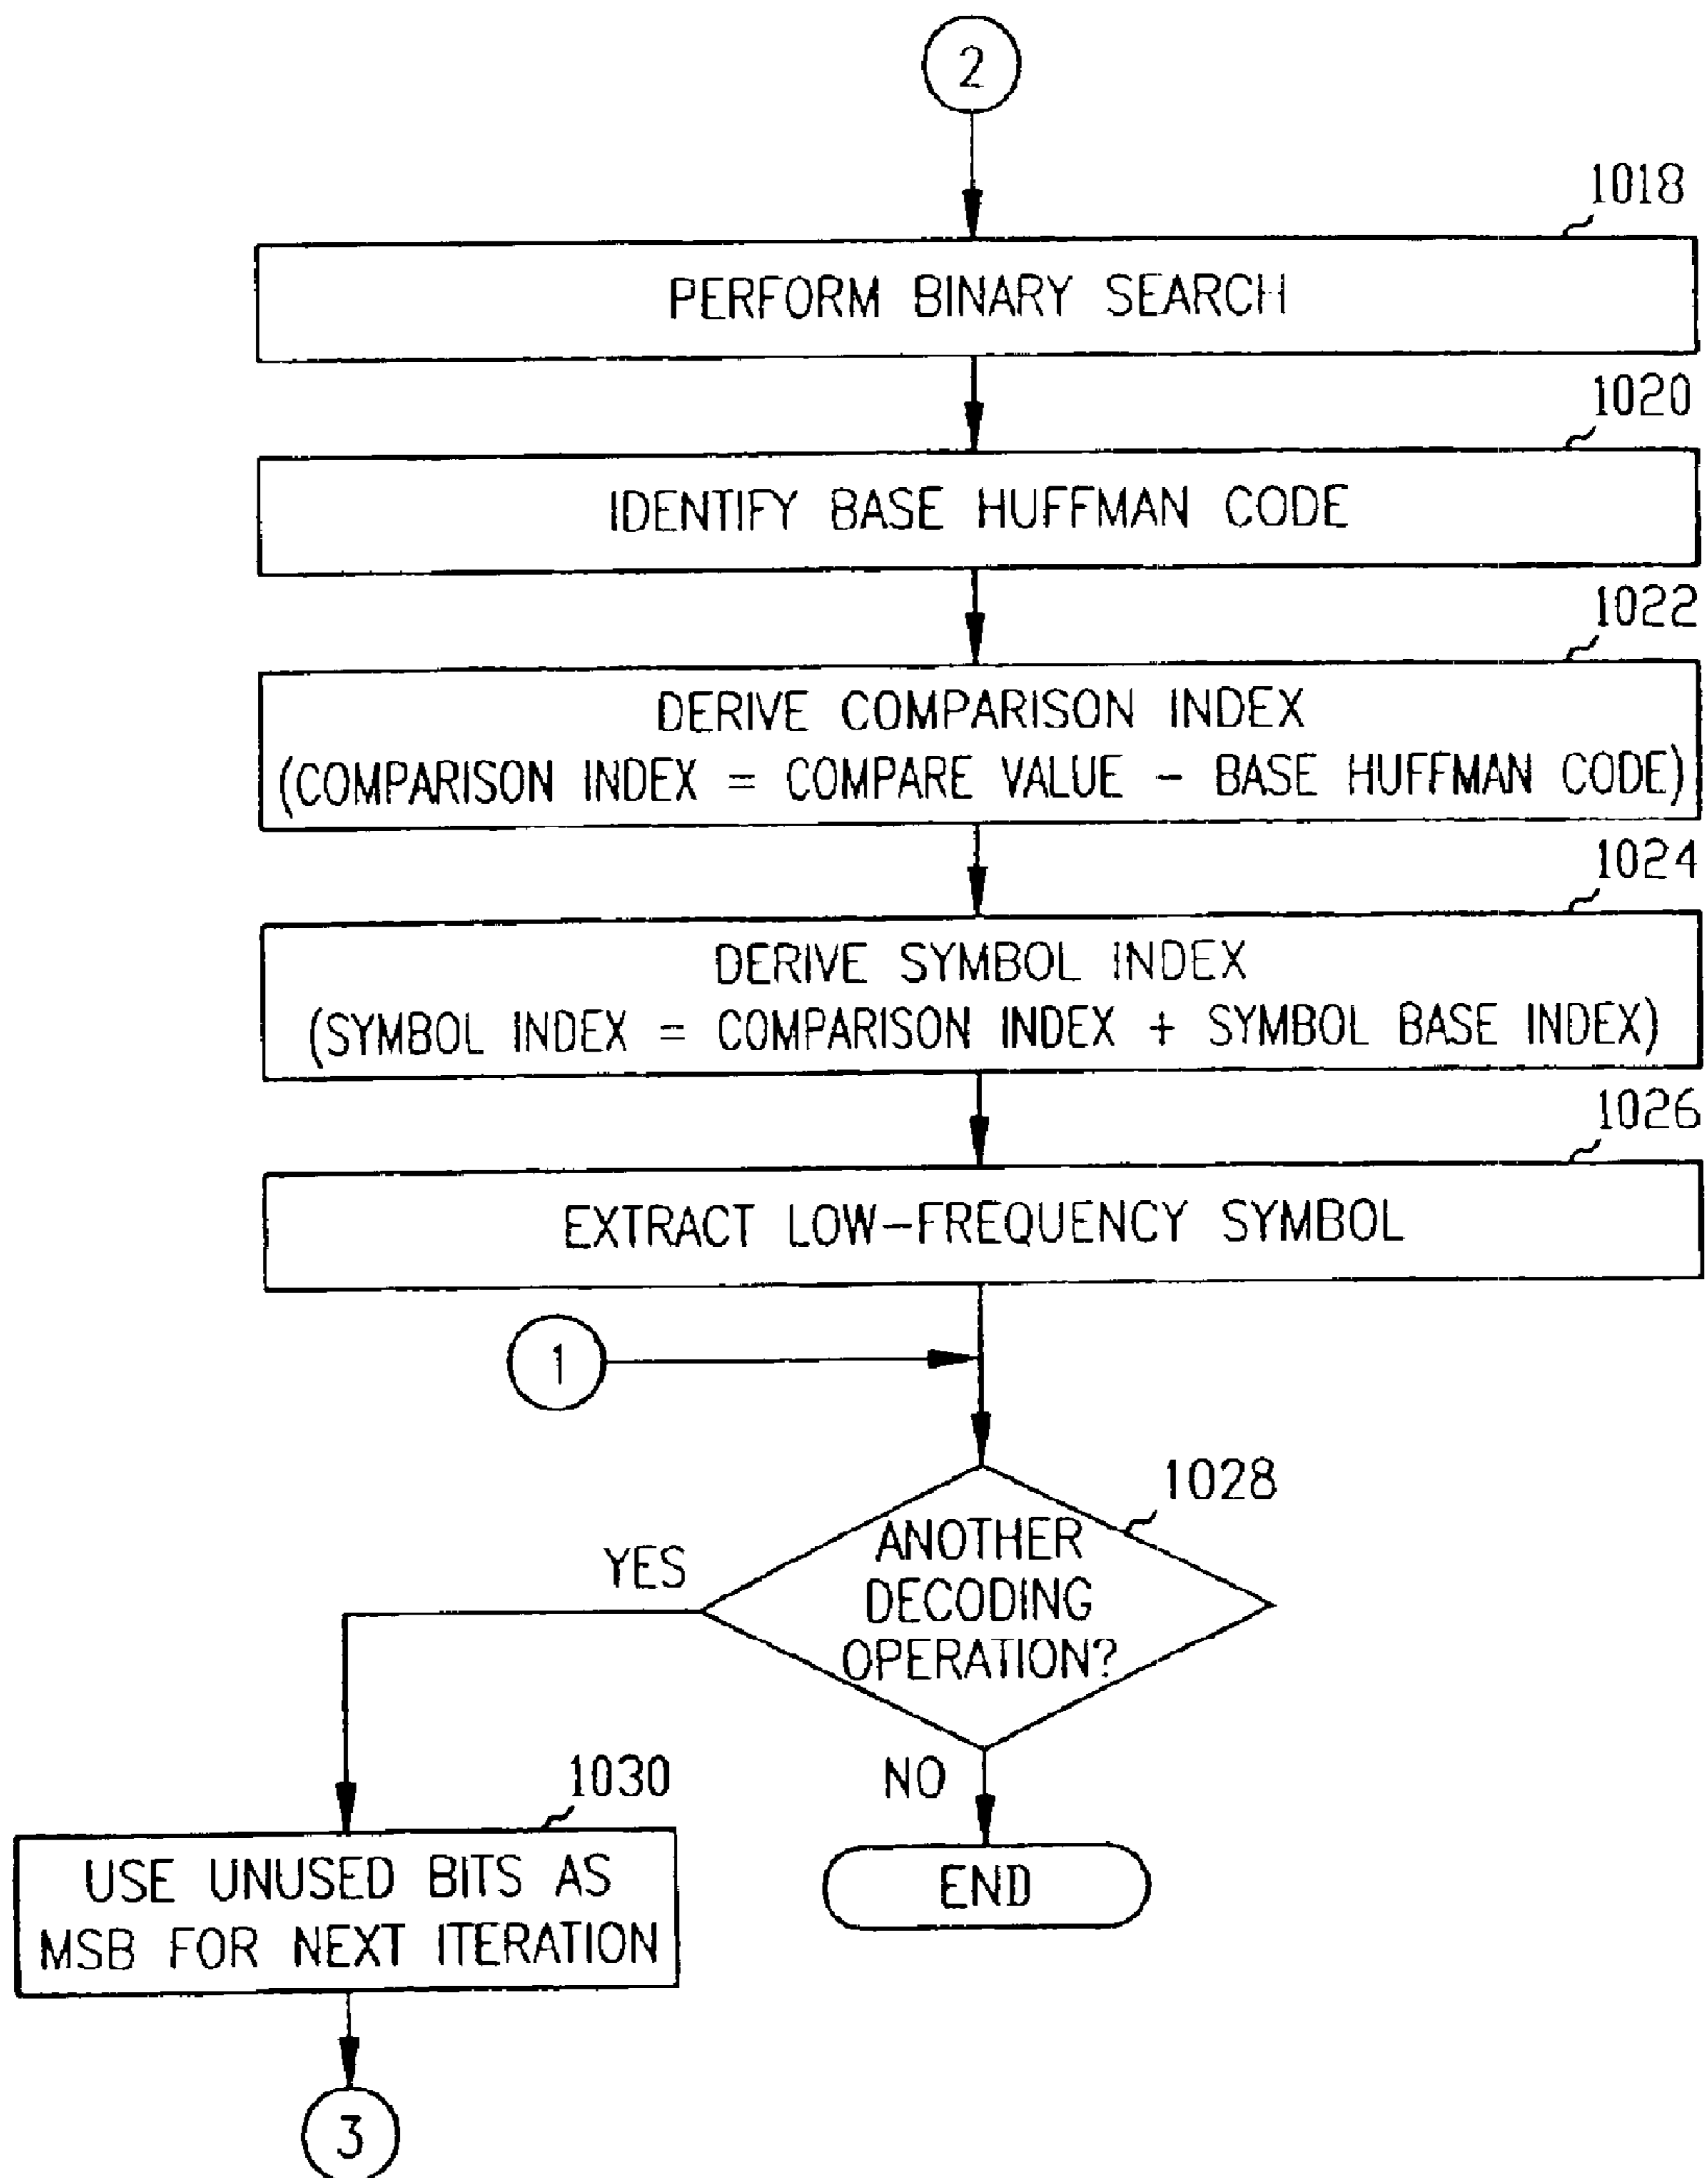 2
1018
PERFORM BINARY SEARCH
1020
IDENTIFY BASE HUFFMAN CODE
1022
DERIVE COMPARISON INDEX
(COMPARISON INDEX = COMPARE VALUE – BASE HUFFMAN CODE)
1024
DERIVE SYMBOL INDEX
(SYMBOL INDEX = COMPARISON INDEX + SYMBOL BASE INDEX)
1026
EXTRACT LOW–FREQUENCY SYMBOL
1
1028
ANOTHER
DECODING
OPERATION?
YES
NO
1030
USE UNUSED BITS AS
MSB FOR NEXT ITERATION
END
3